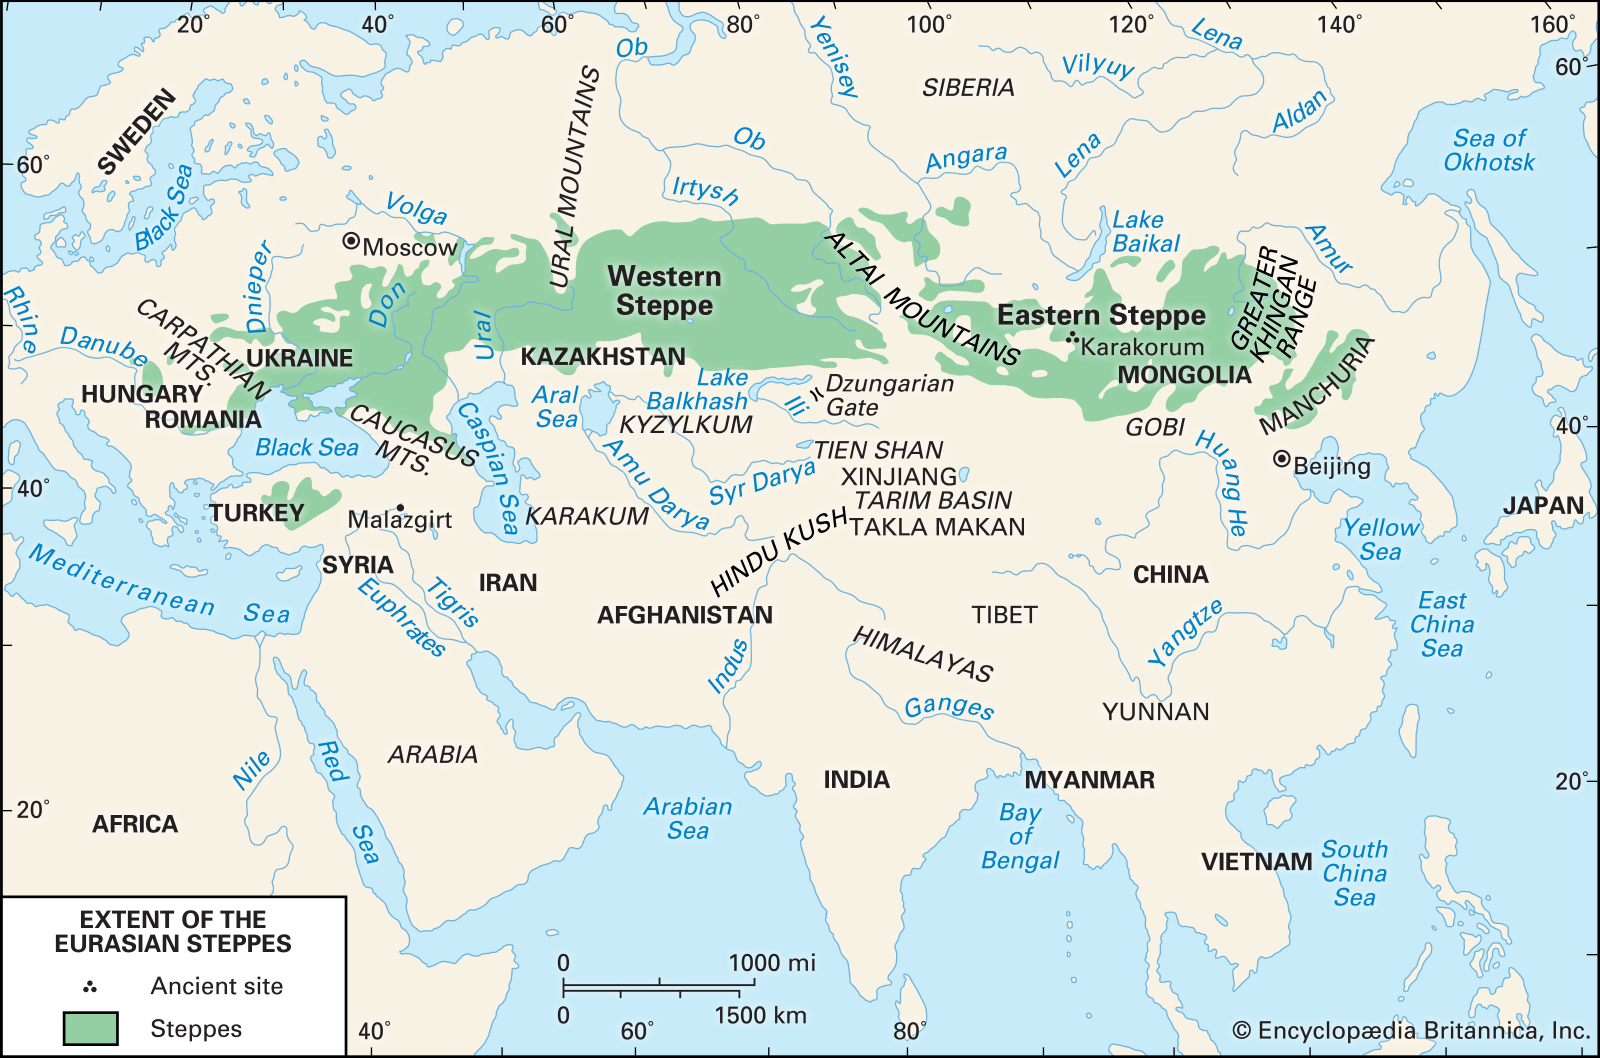 20°
40°
60°
80°
100°
120°
140°
160°
60°
60°
40°
40°
20°
20°
40°
60°
80°
Ob
Yenisey
Lena
Vilyuy
SIBERIA
Aldan
SWEDEN
URAL MOUNTAINS
URAL MOUNTAINS
Ob
Angara
Lena
Sea of
Okhotsk
Black Sea
Irtysh
Volga
Moscow
Lake
Baikal
Amur
Dnieper
Don
Western
Steppe
ALTAI MOUNTAINS
Eastern Steppe
Karakorum
GREATER
KHINGAN
RANGE
Rhine
Danube
CARPATHIAN
MTS.
UKRAINE
Ural
KAZAKHSTAN
MONGOLIA
MANCHURIA
HUNGARY
ROMANIA
Aral
Sea
Lake
Balkhash
Ili
Dzungarian
Gate
KYZYLKUM
GOBI
Black Sea
CAUCASUS
MTS.
Caspian Sea
Amu Darya
Syr Darya
TIEN SHAN
XINJIANG
TARIM BASIN
TAKLA MAKAN
Huang He
Beijing
TURKEY
Malazgirt
KARAKUM
HINDU KUSH
JAPAN
Yellow
Sea
Mediterranean Sea
SYRIA
Euphrates
Tigris
IRAN
AFGHANISTAN
CHINA
TIBET
East
China
Sea
Indus
HIMALAYAS
Yangtze
Ganges
YUNNAN
Nile
Red Sea
ARABIA
AFRICA
Arabian
Sea
INDIA
MYANMAR
Bay
of
Bengal
VIETNAM
South
China
Sea
EXTENT OF THE
EURASIAN STEPPES
Ancient site
Steppes
0 1000 mi
0 1500 km
© Encyclopædia Britannica, Inc.